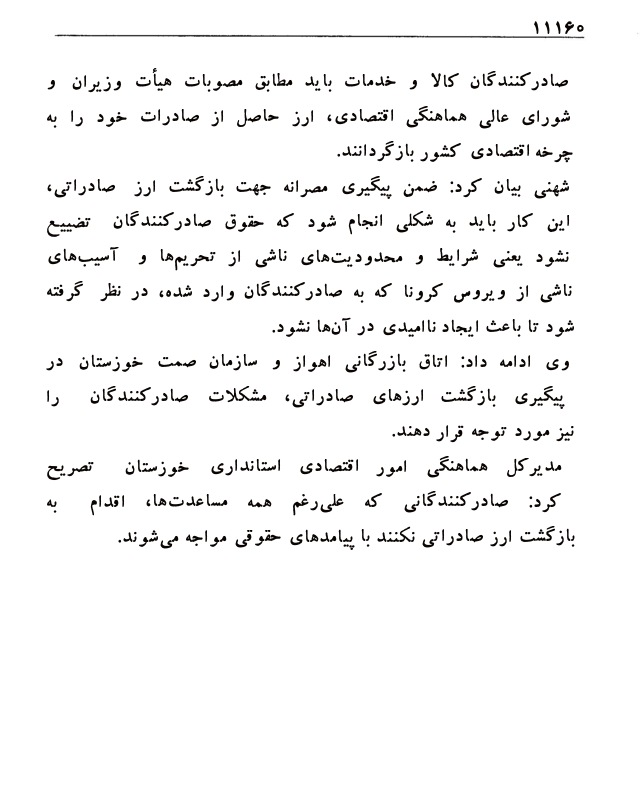 ۱۱۱۶۰
صادرکنندگان کالا و خدمات باید مطابق مصوبات هیأت وزیران و
شورای عالی هماهنگی اقتصادی، ارز حاصل از صادرات خود را به
چرخه اقتصادی کشور بازگردانند.
شهنی بیان کرد: ضمن پیگیری مصرانه جهت بازگشت ارز صادراتی،
این کار باید به شکلی انجام شود که حقوق صادرکنندگان تضییع
نشود یعنی شرایط و محدودیت‌های ناشی از تحریم‌ها و آسیب‌های
ناشی از ویروس کرونا که به صادرکنندگان وارد شده، در نظر گرفته
شود تا باعث ایجاد ناامیدی در آن‌ها نشود.
وی ادامه داد: اتاق بازرگانی اهواز و سازمان صمت خوزستان در
پیگیری بازگشت ارزهای صادراتی، مشکلات صادرکنندگان را
نیز مورد توجه قرار دهند.
مدیرکل هماهنگی امور اقتصادی استانداری خوزستان تصریح
کرد: صادرکنندگانی که علی‌رغم همه مساعدت‌ها، اقدام به
بازگشت ارز صادراتی نکنند با پیامدهای حقوقی مواجه می‌شوند.